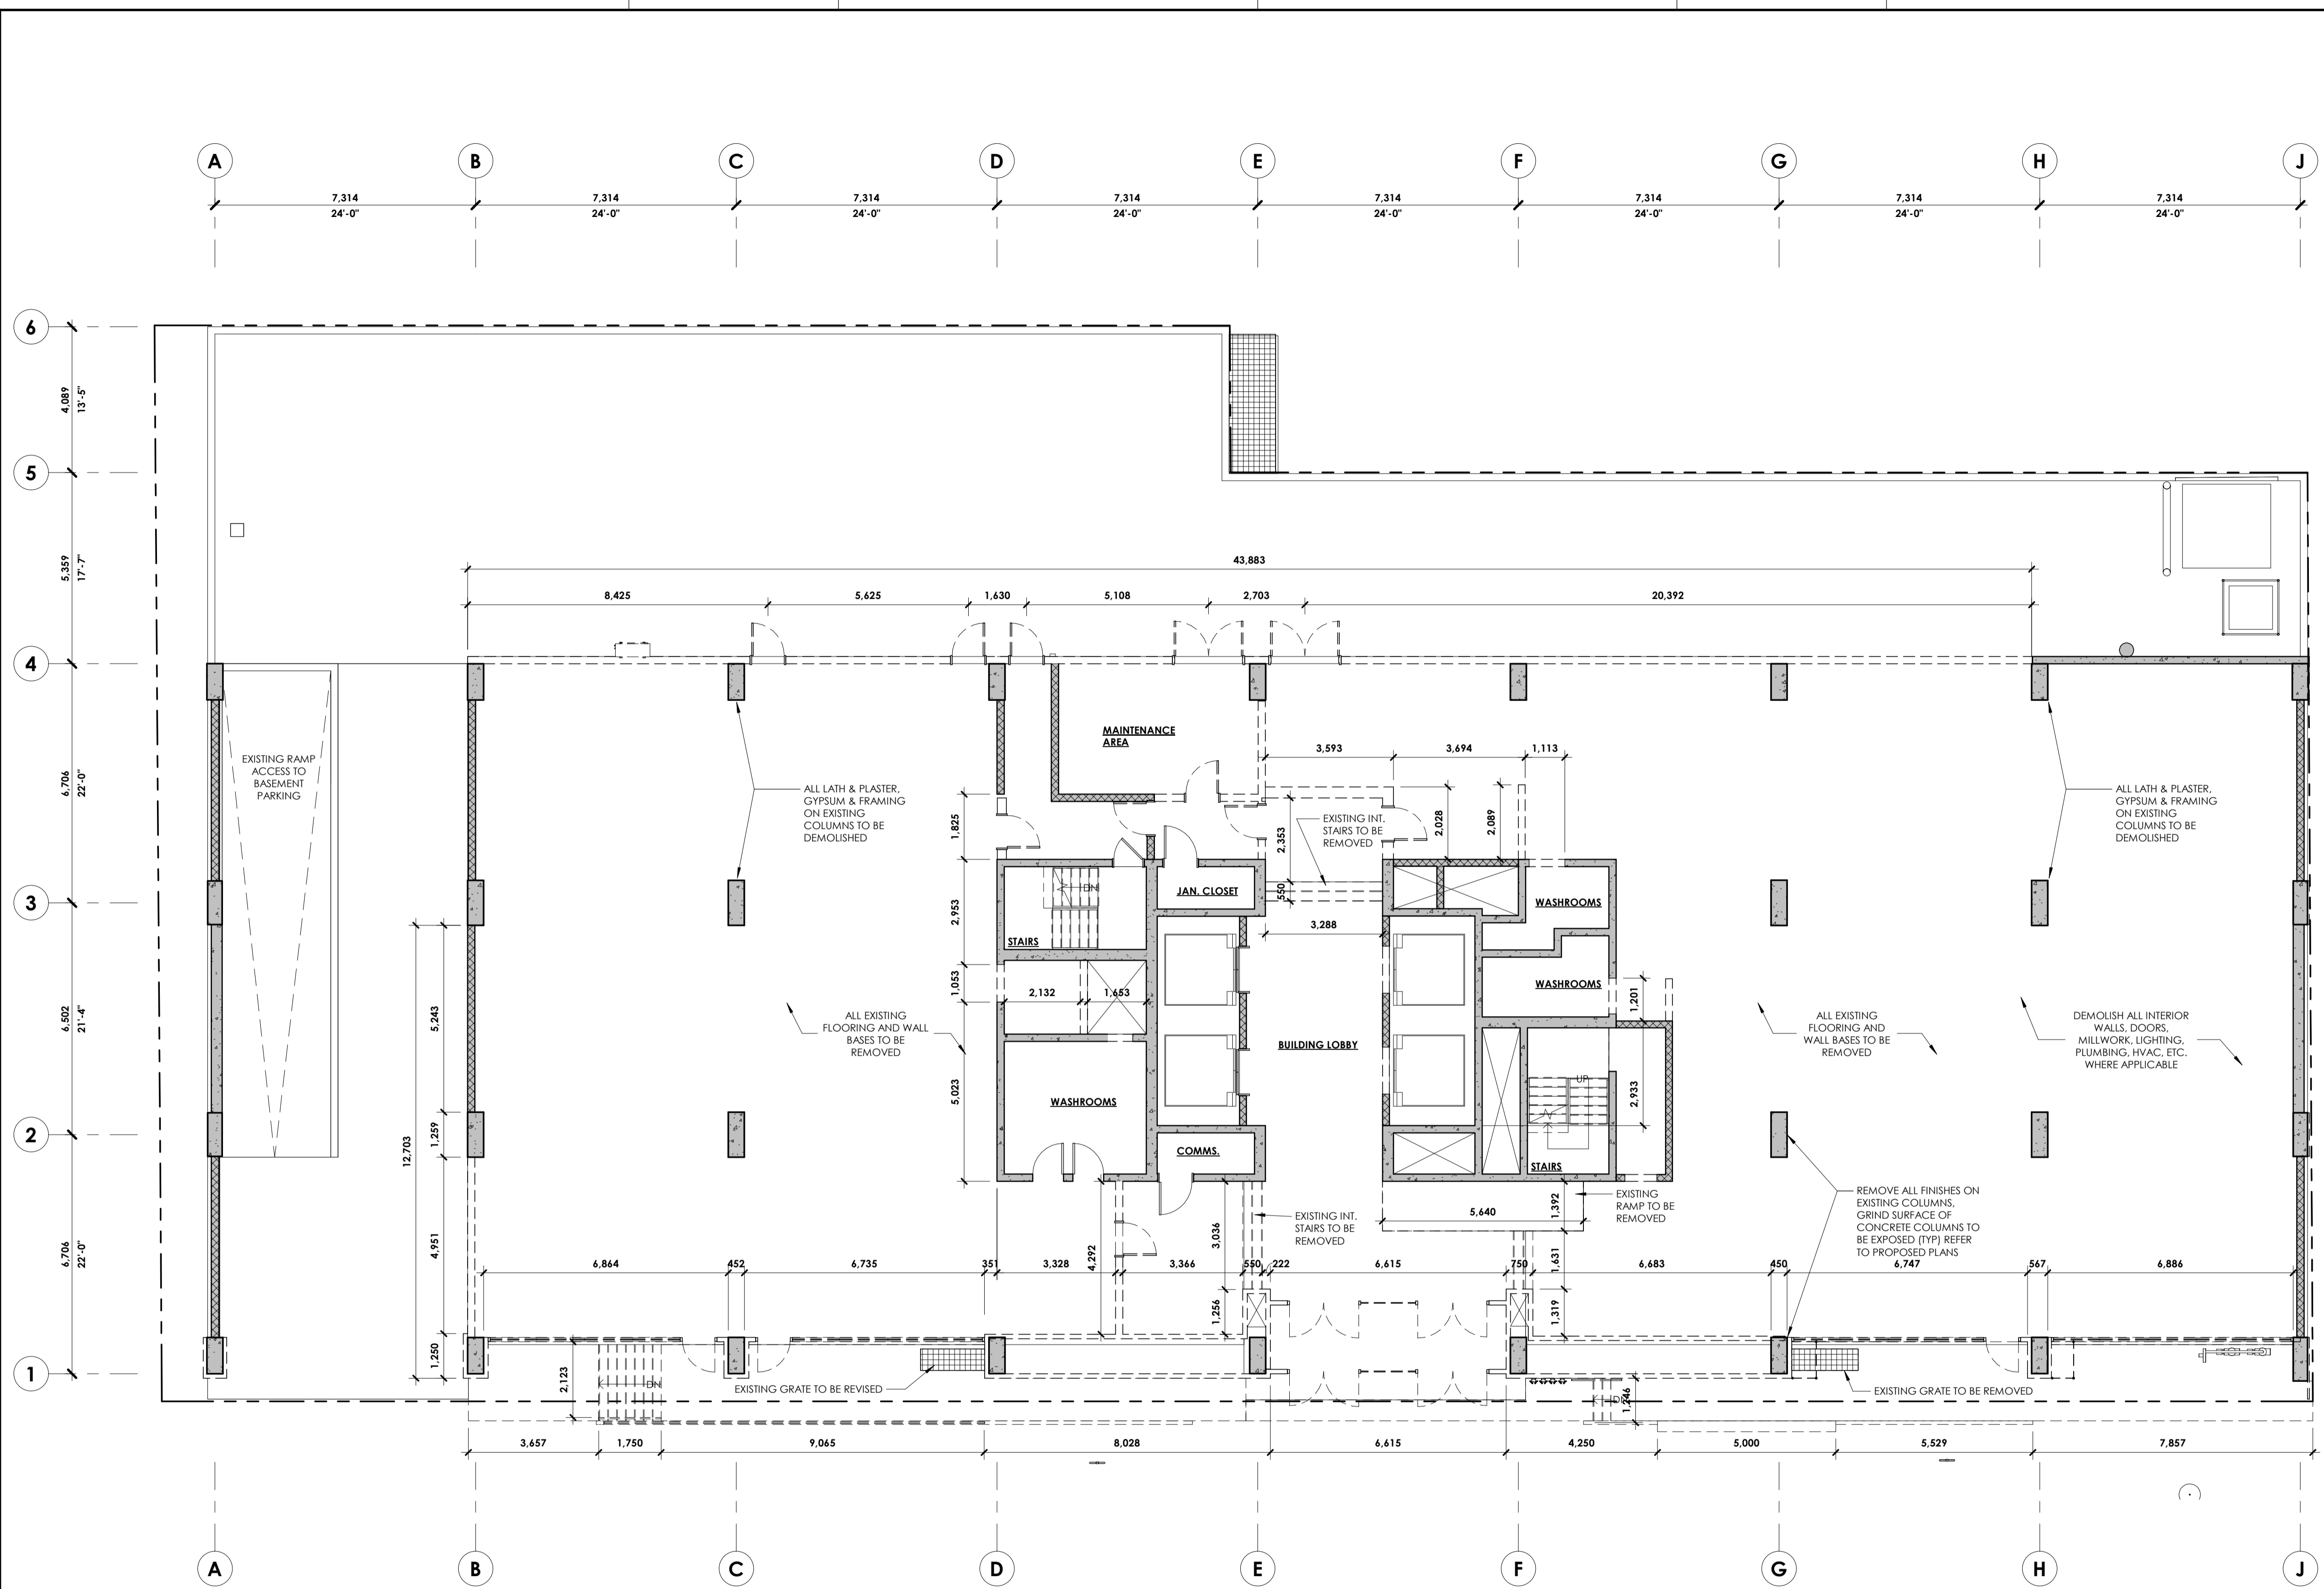 A B C D E F G H J
7,314 7,314 7,314 7,314 7,314 7,314 7,314 7,314
24'-0" 24'-0" 24'-0" 24'-0" 24'-0" 24'-0" 24'-0" 24'-0"
6
4,089
13'-5"
5
5,359
17'-7"
43,883
8,425 5,625 1,630 5,108 2,703 20,392
4
6,706
22'-0"
EXISTING RAMP
ACCESS TO
BASEMENT
PARKING
ALL LATH & PLASTER,
GYPSUM & FRAMING
ON EXISTING
COLUMNS TO BE
DEMOLISHED
MAINTENANCE
AREA
3,593 3,694 1,113
1,825
2,353
EXISTING INT.
STAIRS TO BE
REMOVED
2,028
2,089
ALL LATH & PLASTER,
GYPSUM & FRAMING
ON EXISTING
COLUMNS TO BE
DEMOLISHED
3
DN
JAN. CLOSET
550
WASHROOMS
2,953
STAIRS
3,288
6,502
21'-4"
12,703
5,243
1,053
2,132 1,653
WASHROOMS
1,201
ALL EXISTING
FLOORING AND WALL
BASES TO BE
REMOVED
BUILDING LOBBY
ALL EXISTING
FLOORING AND
WALL BASES TO BE
REMOVED
DEMOLISH ALL INTERIOR
WALLS, DOORS,
MILLWORK, LIGHTING,
PLUMBING, HVAC, ETC.
WHERE APPLICABLE
5,023
WASHROOMS
UP
2,933
2
1,259
COMMS.
STAIRS
6,706
22'-0"
4,951
4,292
3,036
EXISTING INT.
STAIRS TO BE
REMOVED
5,640
1,392
EXISTING
RAMP TO BE
REMOVED
REMOVE ALL FINISHES ON
EXISTING COLUMNS,
GRIND SURFACE OF
CONCRETE COLUMNS TO
BE EXPOSED (TYP) REFER
TO PROPOSED PLANS
1,631
6,864 452 6,735 351 3,328 3,366 550 222 6,615 750 6,683 450 6,747 567 6,886
1,256
1,319
1
1,250
2,123
DN
EXISTING GRATE TO BE REVISED
1,246
EXISTING GRATE TO BE REMOVED
3,657 1,750 9,065 8,028 6,615 4,250 5,000 5,529 7,857
A B C D E F G H J